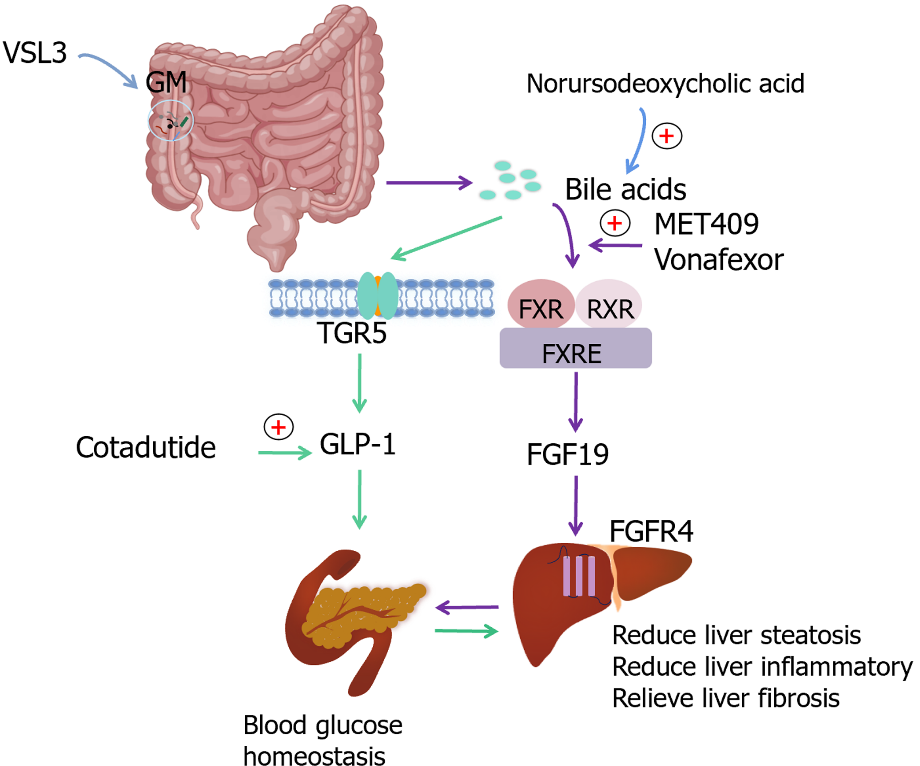 VSL3
GM
Norursodeoxycholic acid
+
Bile acids
+
MET409
Vonafexor
FXR
RXR
FXRE
TGR5
+
Cotadutide
GLP-1
FGF19
FGFR4
Reduce liver steatosis
Reduce liver inflammatory
Relieve liver fibrosis
Blood glucose
homeostasis